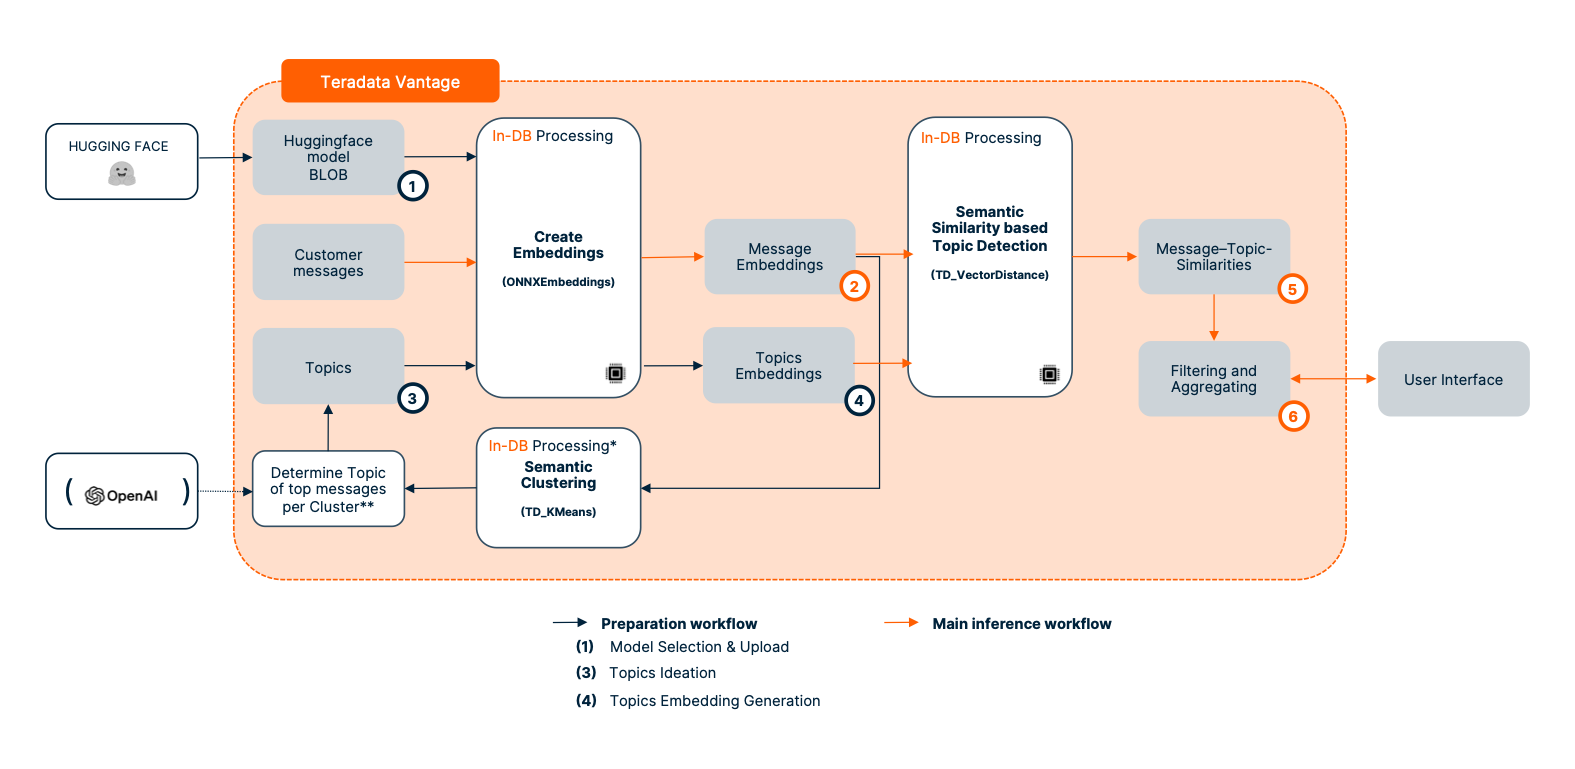 Teradata Vantage
HUGGING FACE
Huggingface
model
BLOB
1
In-DB Processing
Create
Embeddings
(ONNXEmbeddings)
In-DB Processing
Semantic
Similarity based
Topic Detection
(TD_VectorDistance)
Customer
messages
Message
Embeddings
2
Message–Topic-
Similarities
5
Topics
3
Topics
Embeddings
4
Filtering and
Aggregating
6
User Interface
( OpenAI )
Determine Topic
of top messages
per Cluster**
In-DB Processing*
Semantic
Clustering
(TD_KMeans)
Preparation workflow
(1) Model Selection & Upload
(3) Topics Ideation
(4) Topics Embedding Generation
Main inference workflow